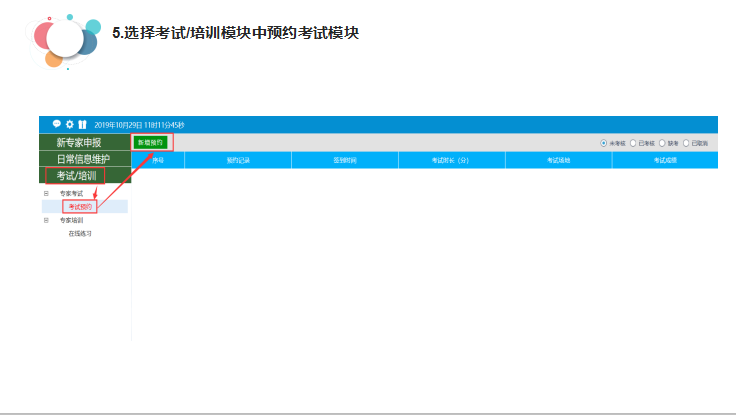 5.选择考试/培训模块中预约考试模块
2019年10月29日 11时11分45秒
新专家申报
新增预约
未考核 已考核 缺考 已取消
日常信息维护
序号 预约记录 签到时间 考试时长（分） 考试场地 考试成绩
考试/培训
专家考试
考试预约
专家培训
在线练习